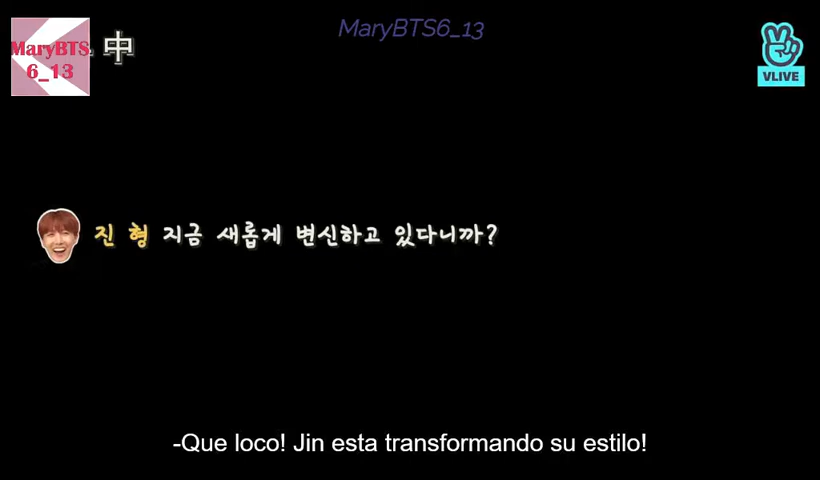 MaryBTS6_13
MaryBTS
6_13
中
VLIVE
진 형 지금 새롭게 변신하고 있다니까?
-Que loco! Jin esta transformando su estilo!